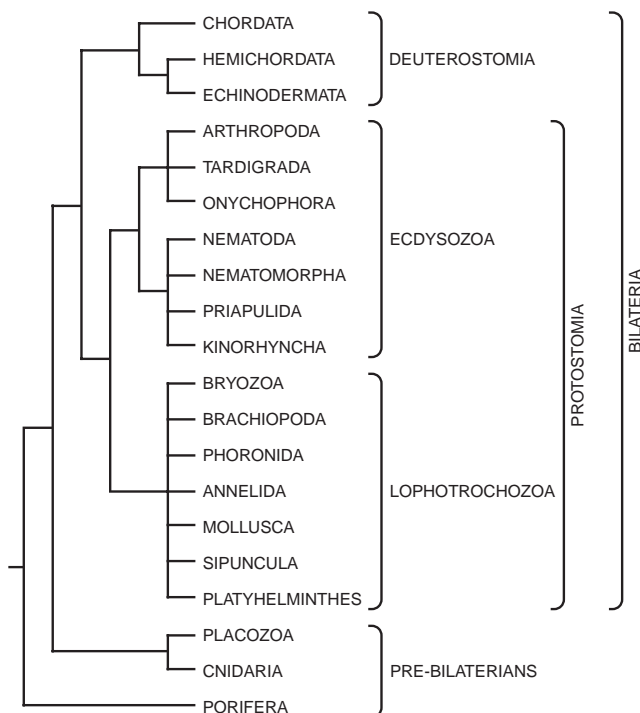 CHORDATA
HEMICHORDATA
ECHINODERMATA
DEUTEROSTOMIA
ARTHROPODA
TARDIGRADA
ONYCHOPHORA
NEMATODA
NEMATOMORPHA
PRIAPULIDA
KINORHYNCHA
ECDYSOZOA
BRYOZOA
BRACHIOPODA
PHORONIDA
ANNELIDA
MOLLUSCA
SIPUNCULA
PLATYHELMINTHES
LOPHOTROCHOZOA
PROTOSTOMIA
BILATERIA
PLACOZOA
CNIDARIA
PORIFERA
PRE-BILATERIANS